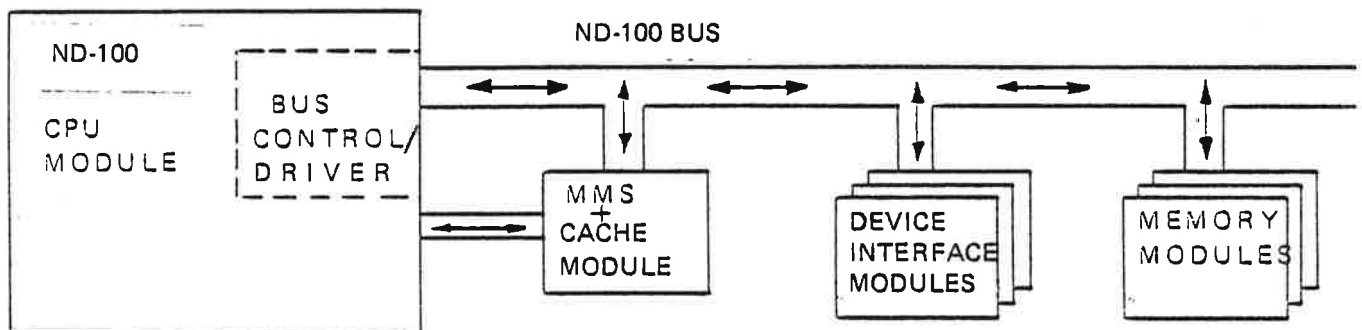 ND-100 BUS
ND-100
CPU
MODULE
BUS
CONTROL/
DRIVER
MMS
+
CACHE
MODULE
DEVICE
INTERFACE
MODULES
MEMORY
MODULES